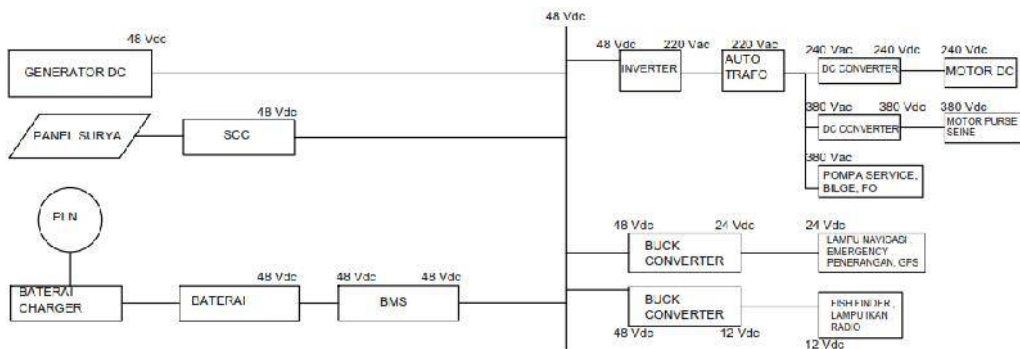 48 Vdc
48 Vdc
GENERATOR DC
48 Vdc
220 Vac
INVERTER
220 Vac
AUTO
TRAFO
240 Vac
240 Vdc
240 Vdc
DC CONVERTER
MOTOR DC
PANEL SURYA
48 Vdc
SCC
380 Vac
380 Vdc
380 Vdc
DC CONVERTER
MOTOR PURSE
SEINE
380 Vac
POMPA SERVICE,
BILGE, FO
PLN
48 Vdc
24 Vdc
24 Vdc
BUCK
CONVERTER
LAMPU NAVIGASI,
EMERGENCY
PENERANGAN, GPS
BATERAI
CHARGER
48 Vdc
BATERAI
48 Vdc
48 Vdc
BMS
BUCK
CONVERTER
48 Vdc
12 Vdc
FISH FINDER,
LAMPU IKAN
RADIO
12 Vdc